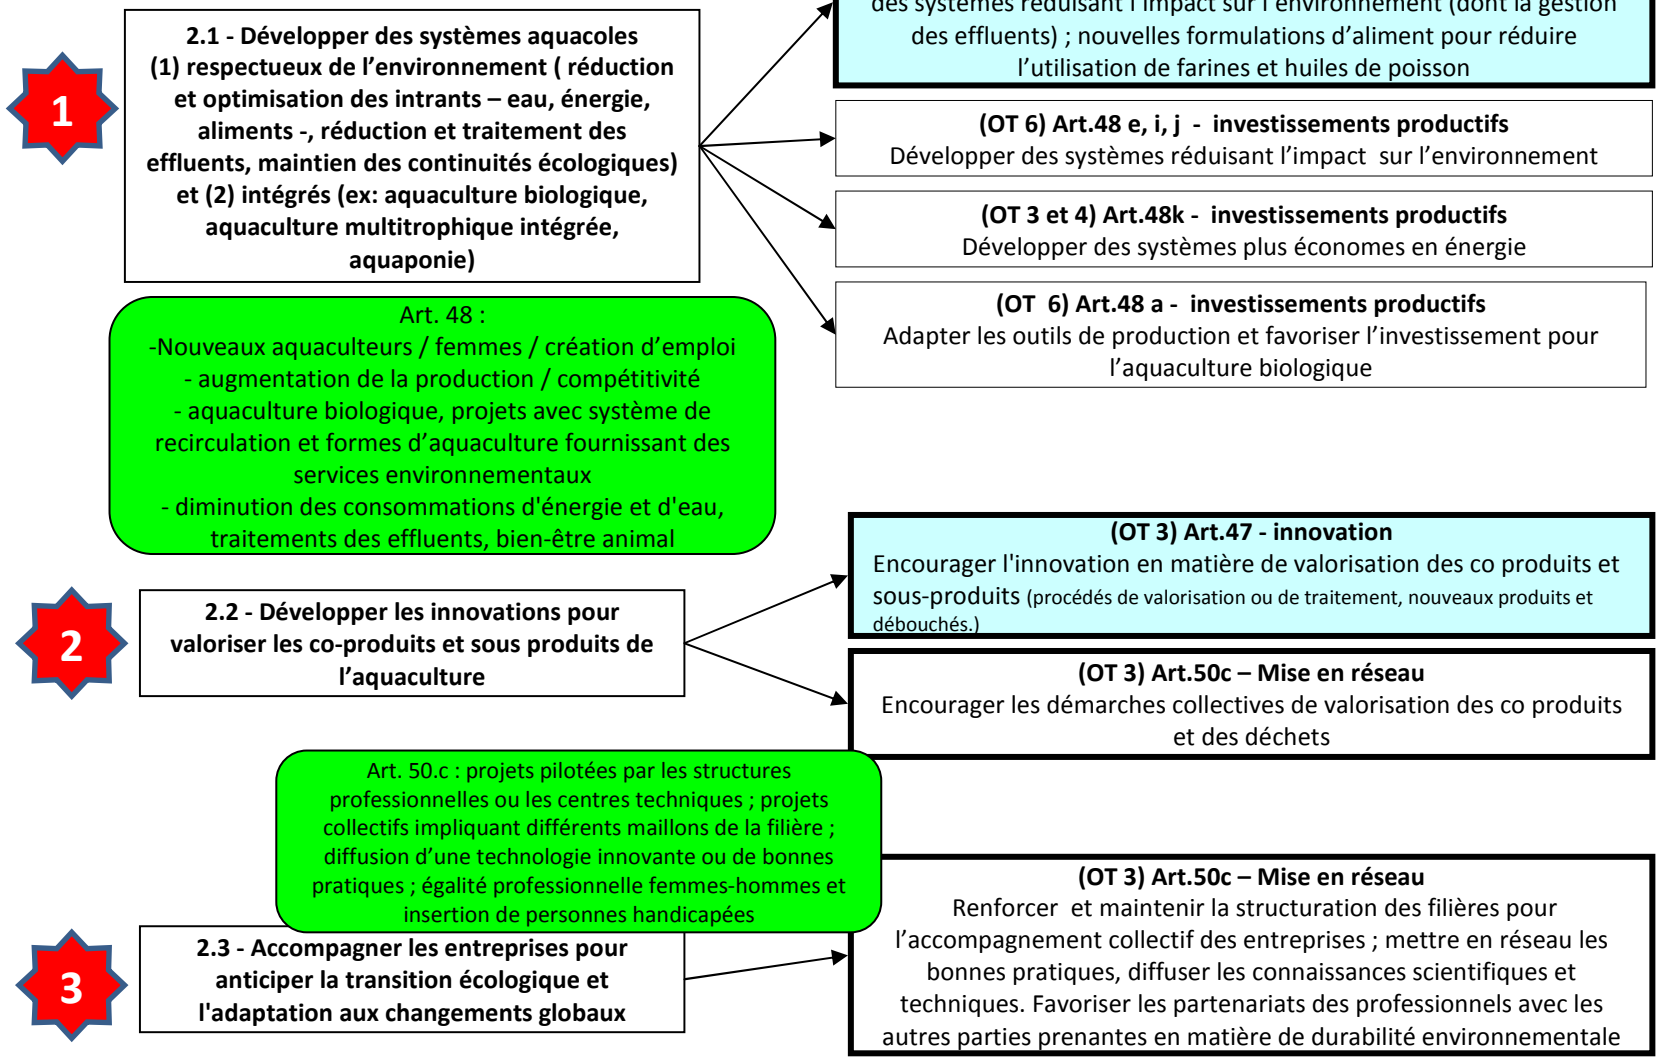 1
2.1 - Développer des systèmes aquacoles
(1) respectueux de l’environnement ( réduction
et optimisation des intrants – eau, énergie,
aliments -, réduction et traitement des
effluents, maintien des continuités écologiques)
et (2) intégrés (ex: aquaculture biologique,
aquaculture multitrophique intégrée,
aquaponie)
des systèmes réduisant l’impact sur l’environnement (dont la gestion
des effluents) ; nouvelles formulations d’aliment pour réduire
l’utilisation de farines et huiles de poisson
(OT 6) Art.48 e, i, j - investissements productifs
Développer des systèmes réduisant l’impact sur l’environnement
(OT 3 et 4) Art.48k - investissements productifs
Développer des systèmes plus économes en énergie
(OT 6) Art.48 a - investissements productifs
Adapter les outils de production et favoriser l’investissement pour
l’aquaculture biologique
Art. 48 :
-Nouveaux aquaculteurs / femmes / création d’emploi
- augmentation de la production / compétitivité
- aquaculture biologique, projets avec système de
recirculation et formes d’aquaculture fournissant des
services environnementaux
- diminution des consommations d'énergie et d'eau,
traitements des effluents, bien-être animal
2
2.2 - Développer les innovations pour
valoriser les co-produits et sous produits de
l’aquaculture
(OT 3) Art.47 - innovation
Encourager l'innovation en matière de valorisation des co produits et
sous-produits (procédés de valorisation ou de traitement, nouveaux produits et
débouchés.)
(OT 3) Art.50c – Mise en réseau
Encourager les démarches collectives de valorisation des co produits
et des déchets
Art. 50.c : projets pilotées par les structures
professionnelles ou les centres techniques ; projets
collectifs impliquant différents maillons de la filière ;
diffusion d’une technologie innovante ou de bonnes
pratiques ; égalité professionnelle femmes-hommes et
insertion de personnes handicapées
3
2.3 - Accompagner les entreprises pour
anticiper la transition écologique et
l'adaptation aux changements globaux
(OT 3) Art.50c – Mise en réseau
Renforcer et maintenir la structuration des filières pour
l’accompagnement collectif des entreprises ; mettre en réseau les
bonnes pratiques, diffuser les connaissances scientifiques et
techniques. Favoriser les partenariats des professionnels avec les
autres parties prenantes en matière de durabilité environnementale